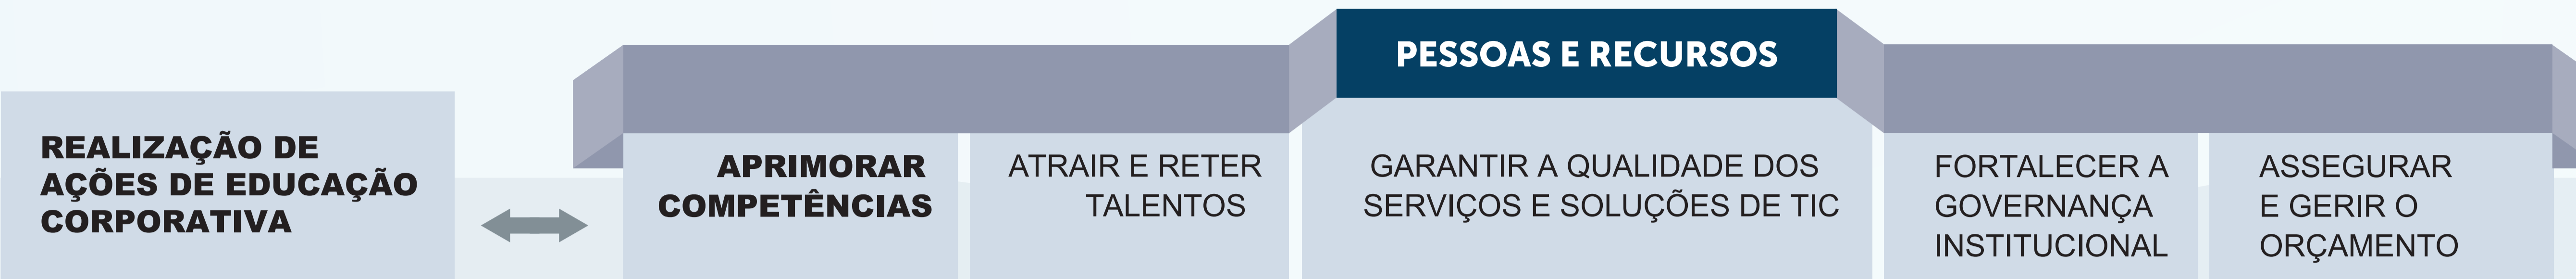 PESSOAS E RECURSOS
REALIZAÇÃO DE
AÇÕES DE EDUCAÇÃO
CORPORATIVA
APRIMORAR
COMPETÊNCIAS
ATRAIR E RETER
TALENTOS
GARANTIR A QUALIDADE DOS
SERVIÇOS E SOLUÇÕES DE TIC
FORTALECER A
GOVERNANÇA
INSTITUCIONAL
ASSEGURAR
E GERIR O
ORÇAMENTO